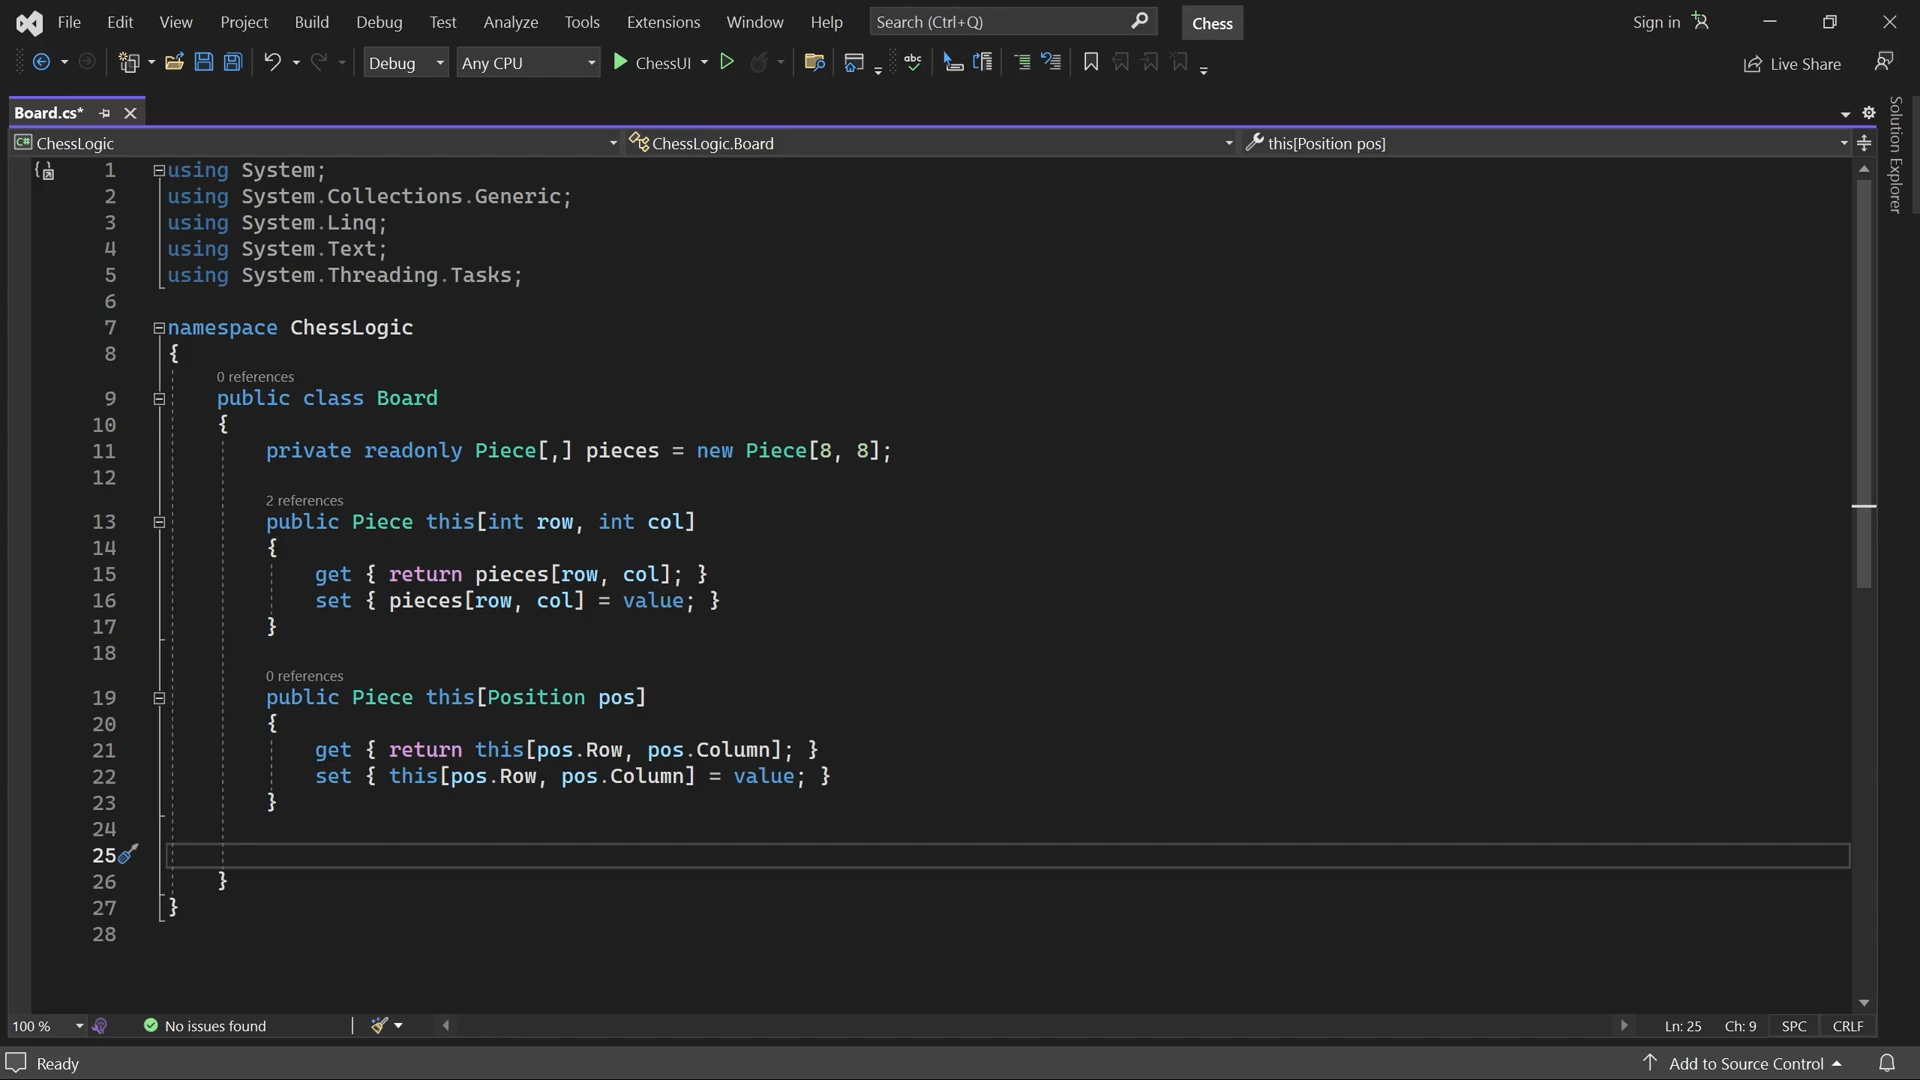 File Edit View Project Build Debug Test Analyze Tools Extensions Window Help Search (Ctrl+Q) Chess Sign in
Debug Any CPU ChessUI abc Live Share
Board.cs*
C# ChessLogic ChessLogic.Board this[Position pos]
Solution Explorer
1 using System;
2 using System.Collections.Generic;
3 using System.Linq;
4 using System.Text;
5 using System.Threading.Tasks;
6
7 namespace ChessLogic
8 {
0 references
9 public class Board
10 {
11 private readonly Piece[,] pieces = new Piece[8, 8];
12
2 references
13 public Piece this[int row, int col]
14 {
15 get { return pieces[row, col]; }
16 set { pieces[row, col] = value; }
17 }
18
0 references
19 public Piece this[Position pos]
20 {
21 get { return this[pos.Row, pos.Column]; }
22 set { this[pos.Row, pos.Column] = value; }
23 }
24
25
26 }
27 }
28
100 % No issues found Ln: 25 Ch: 9 SPC CRLF
Ready Add to Source Control